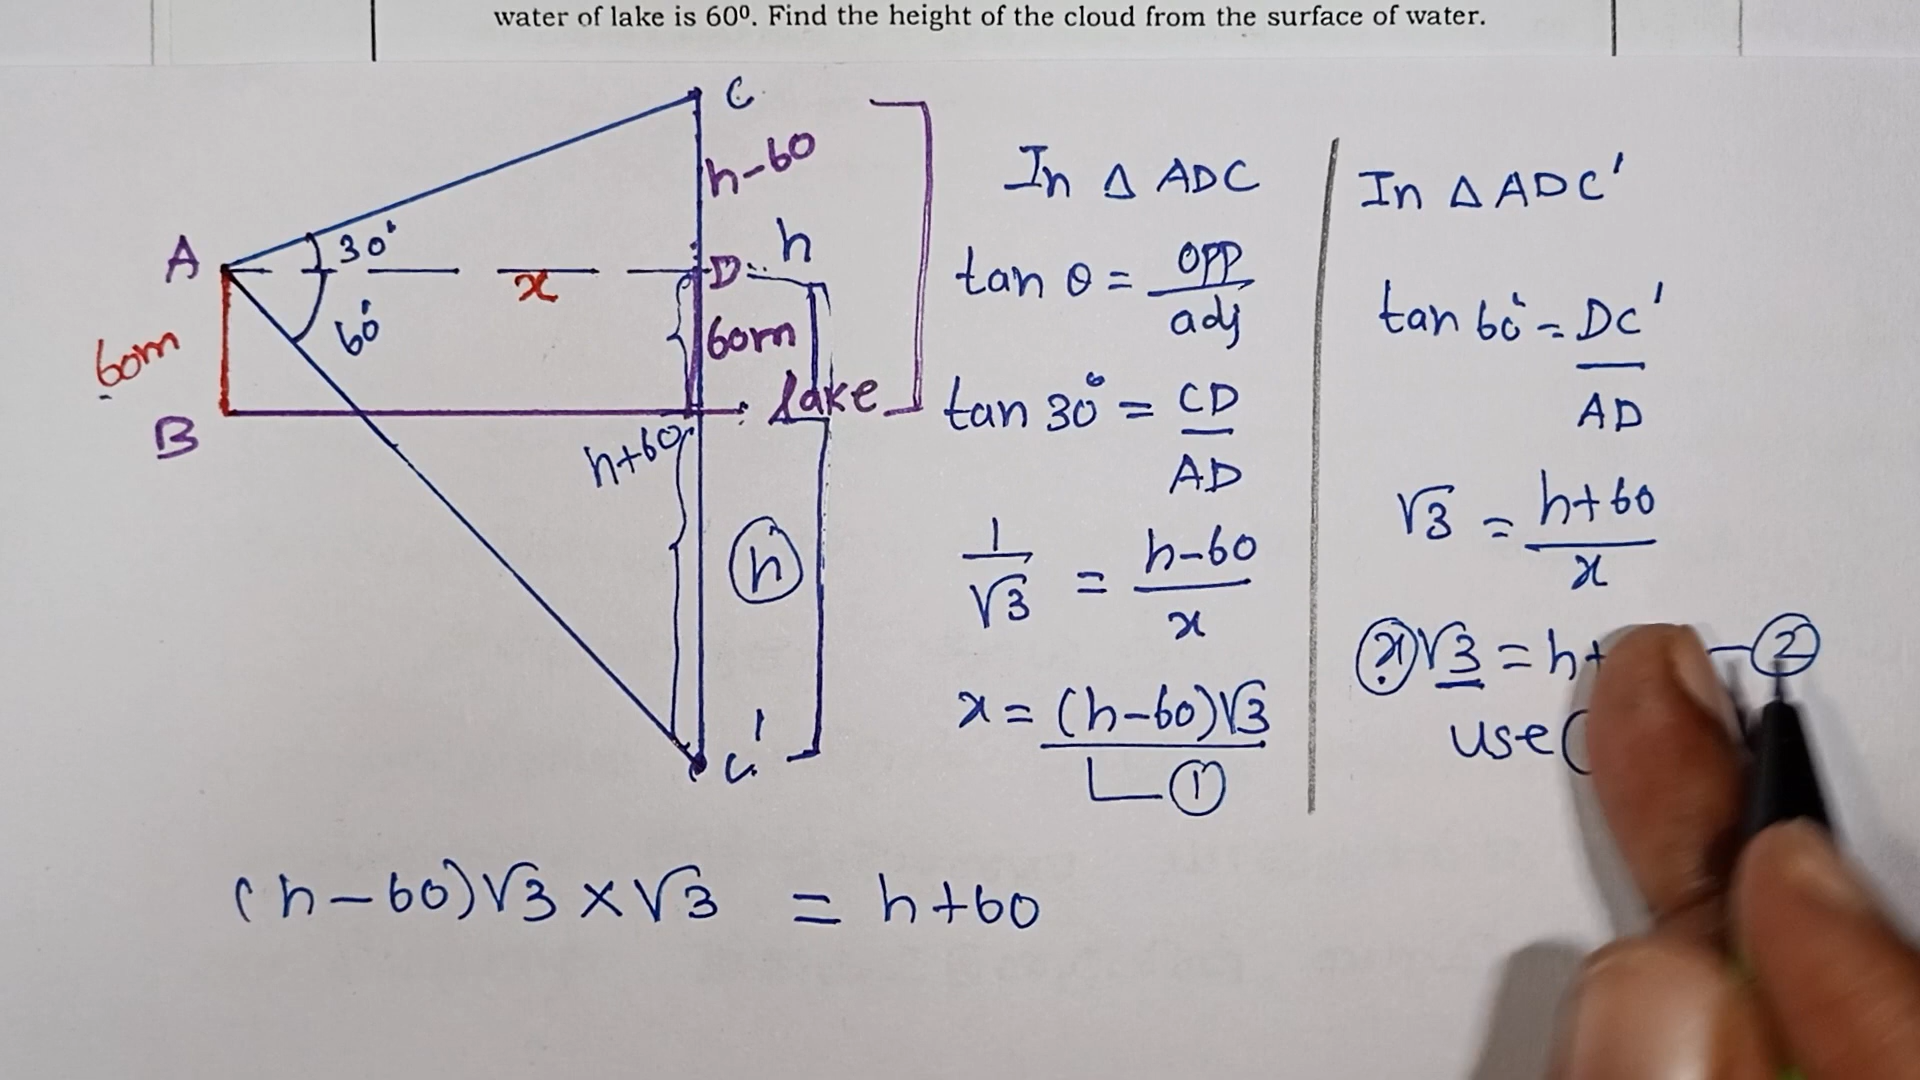 water of lake is 60⁰. Find the height of the cloud from the surface of water.
C
h-60
A
30°
x
D
h
60°
60m
60m
B
lake
h+60
h
C'
In △ ADC
tan θ = opp/adj
tan 30° = CD/AD
1/√3 = h-60/x
x = (h-60)√3
①
In △ ADC'
tan 60° = DC'/AD
√3 = h+60/x
x√3 = h+ ②
use (
(h-60)√3 × √3 = h+60